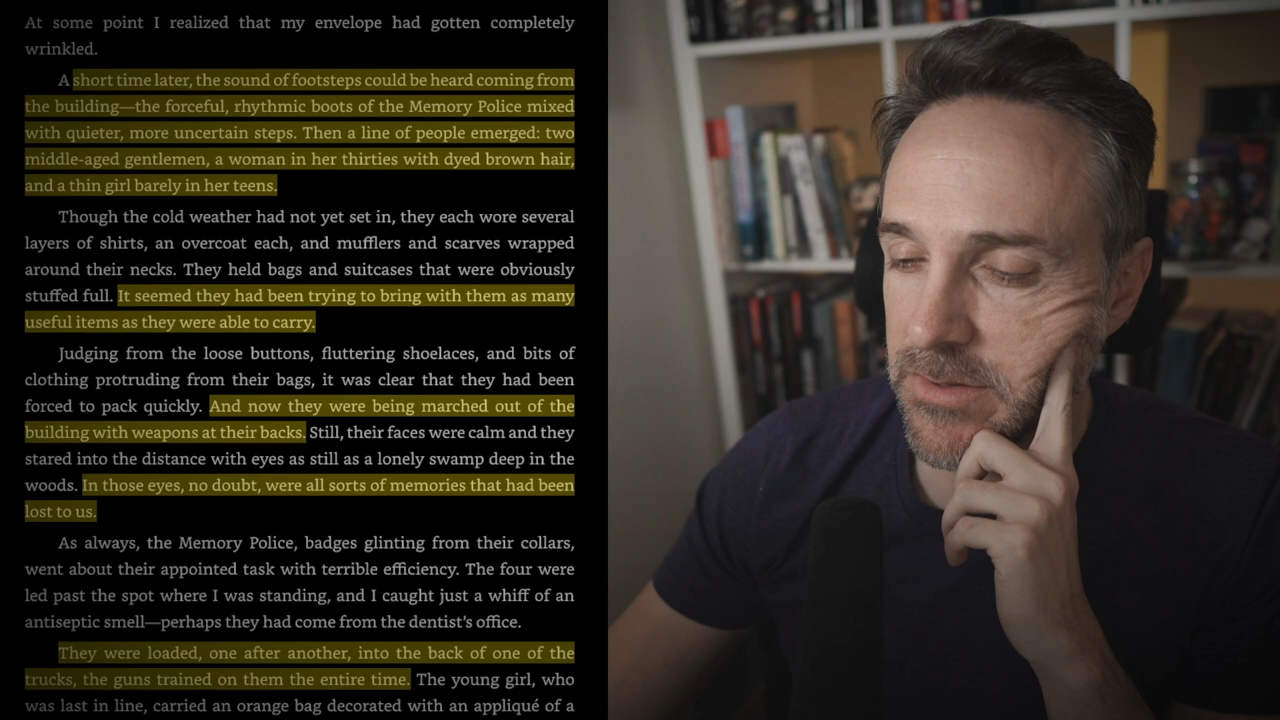 At some point I realized that my envelope had gotten completely
wrinkled.
A short time later, the sound of footsteps could be heard coming from
the building—the forceful, rhythmic boots of the Memory Police mixed
with quieter, more uncertain steps. Then a line of people emerged: two
middle-aged gentlemen, a woman in her thirties with dyed brown hair,
and a thin girl barely in her teens.
Though the cold weather had not yet set in, they each wore several
layers of shirts, an overcoat each, and mufflers and scarves wrapped
around their necks. They held bags and suitcases that were obviously
stuffed full. It seemed they had been trying to bring with them as many
useful items as they were able to carry.
Judging from the loose buttons, fluttering shoelaces, and bits of
clothing protruding from their bags, it was clear that they had been
forced to pack quickly. And now they were being marched out of the
building with weapons at their backs. Still, their faces were calm and they
stared into the distance with eyes as still as a lonely swamp deep in the
woods. In those eyes, no doubt, were all sorts of memories that had been
lost to us.
As always, the Memory Police, badges glinting from their collars,
went about their appointed task with terrible efficiency. The four were
led past the spot where I was standing, and I caught just a whiff of an
antiseptic smell—perhaps they had come from the dentist's office.
They were loaded, one after another, into the back of one of the
trucks, the guns trained on them the entire time. The young girl, who
was last in line, carried an orange bag decorated with an appliqué of a